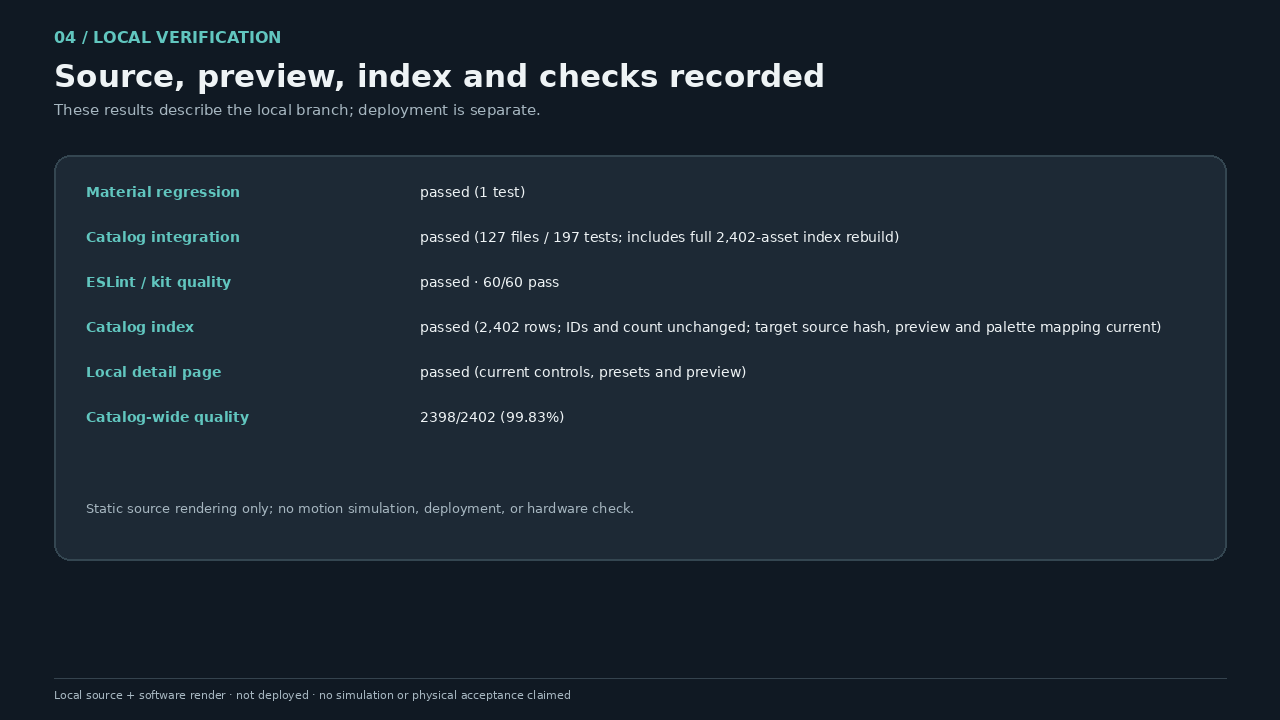 04 / LOCAL VERIFICATION
Source, preview, index and checks recorded
These results describe the local branch; deployment is separate.
Material regression passed (1 test)
Catalog integration passed (127 files / 197 tests; includes full 2,402-asset index rebuild)
ESLint / kit quality passed · 60/60 pass
Catalog index passed (2,402 rows; IDs and count unchanged; target source hash, preview and palette mapping current)
Local detail page passed (current controls, presets and preview)
Catalog-wide quality 2398/2402 (99.83%)
Static source rendering only; no motion simulation, deployment, or hardware check.
Local source + software render · not deployed · no simulation or physical acceptance claimed